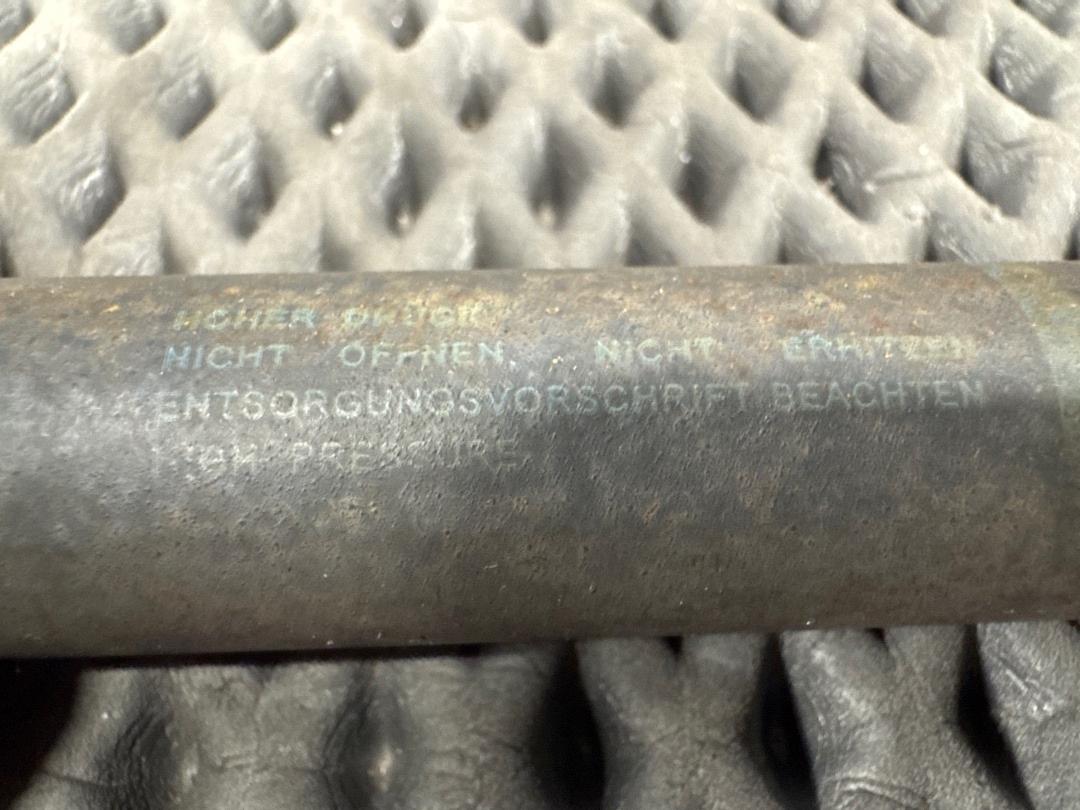 HOHER DRUCK
NICHT ÖFFNEN, NICHT ERHITZEN
ENTSORGUNGSVORSCHRIFT BEACHTEN
HIGH PRESSURE